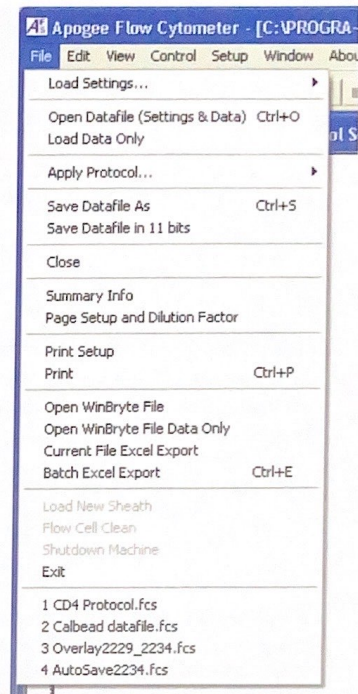 Apogee Flow Cytometer - [C:\PROGRA~
File Edit View Control Setup Window Abou
Load Settings...
Open Datafile (Settings & Data) Ctrl+O
Load Data Only
Apply Protocol...
Save Datafile As Ctrl+S
Save Datafile in 11 bits
Close
Summary Info
Page Setup and Dilution Factor
Print Setup
Print Ctrl+P
Open WinBryte File
Open WinBryte File Data Only
Current File Excel Export
Batch Excel Export Ctrl+E
Load New Sheath
Flow Cell Clean
Shutdown Machine
Exit
1 CD4 Protocol.fcs
2 Calbead datafile.fcs
3 Overlay2229_2234.fcs
4 AutoSave2234.fcs